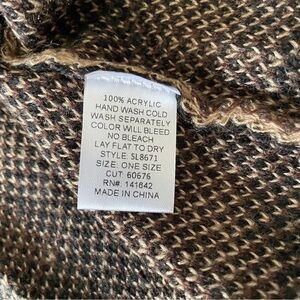 100% ACRYLIC
HAND WASH COLD
WASH SEPARATELY
COLOR WILL BLEED
NO BLEACH
LAY FLAT TO DRY
STYLE: SL8671
SIZE: ONE SIZE
CUT: 60676
RN#: 141642
MADE IN CHINA